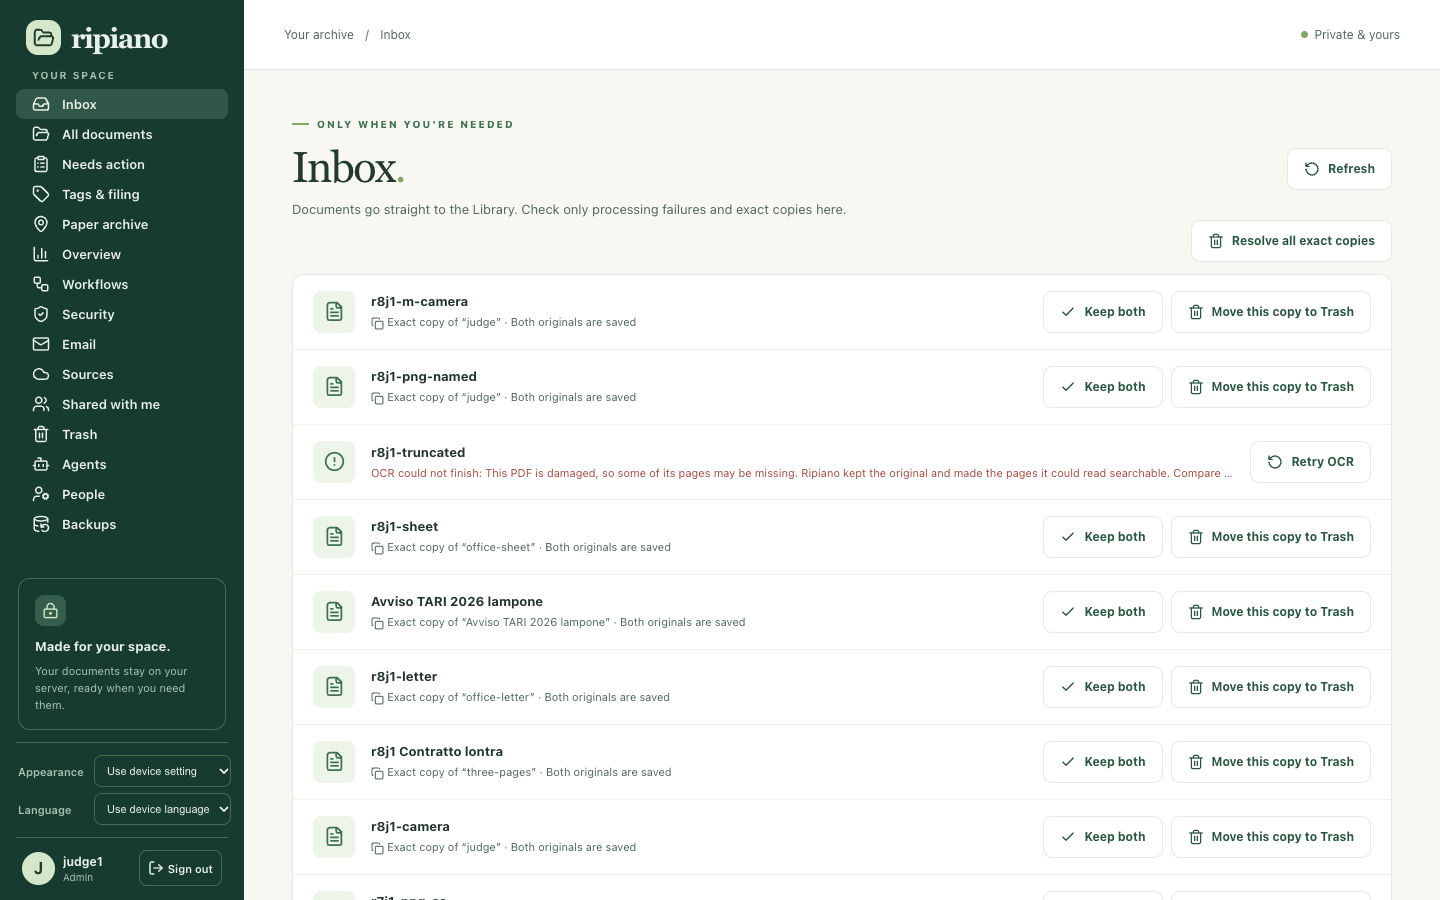 ripiano
YOUR SPACE
Inbox
All documents
Needs action
Tags & filing
Paper archive
Overview
Workflows
Security
Email
Sources
Shared with me
Trash
Agents
People
Backups
Made for your space.
Your documents stay on your
server, ready when you need
them.
Appearance Use device setting
Language Use device language
J
judge1
Admin
Sign out
Your archive / Inbox
Private & yours
ONLY WHEN YOU'RE NEEDED
Inbox.
Refresh
Documents go straight to the Library. Check only processing failures and exact copies here.
Resolve all exact copies
r8j1-m-camera
Exact copy of “judge” · Both originals are saved
Keep both Move this copy to Trash
r8j1-png-named
Exact copy of “judge” · Both originals are saved
Keep both Move this copy to Trash
r8j1-truncated
OCR could not finish: This PDF is damaged, so some of its pages may be missing. Ripiano kept the original and made the pages it could read searchable. Compare ...
Retry OCR
r8j1-sheet
Exact copy of “office-sheet” · Both originals are saved
Keep both Move this copy to Trash
Avviso TARI 2026 lampone
Exact copy of “Avviso TARI 2026 lampone” · Both originals are saved
Keep both Move this copy to Trash
r8j1-letter
Exact copy of “office-letter” · Both originals are saved
Keep both Move this copy to Trash
r8j1 Contratto lontra
Exact copy of “three-pages” · Both originals are saved
Keep both Move this copy to Trash
r8j1-camera
Exact copy of “judge” · Both originals are saved
Keep both Move this copy to Trash